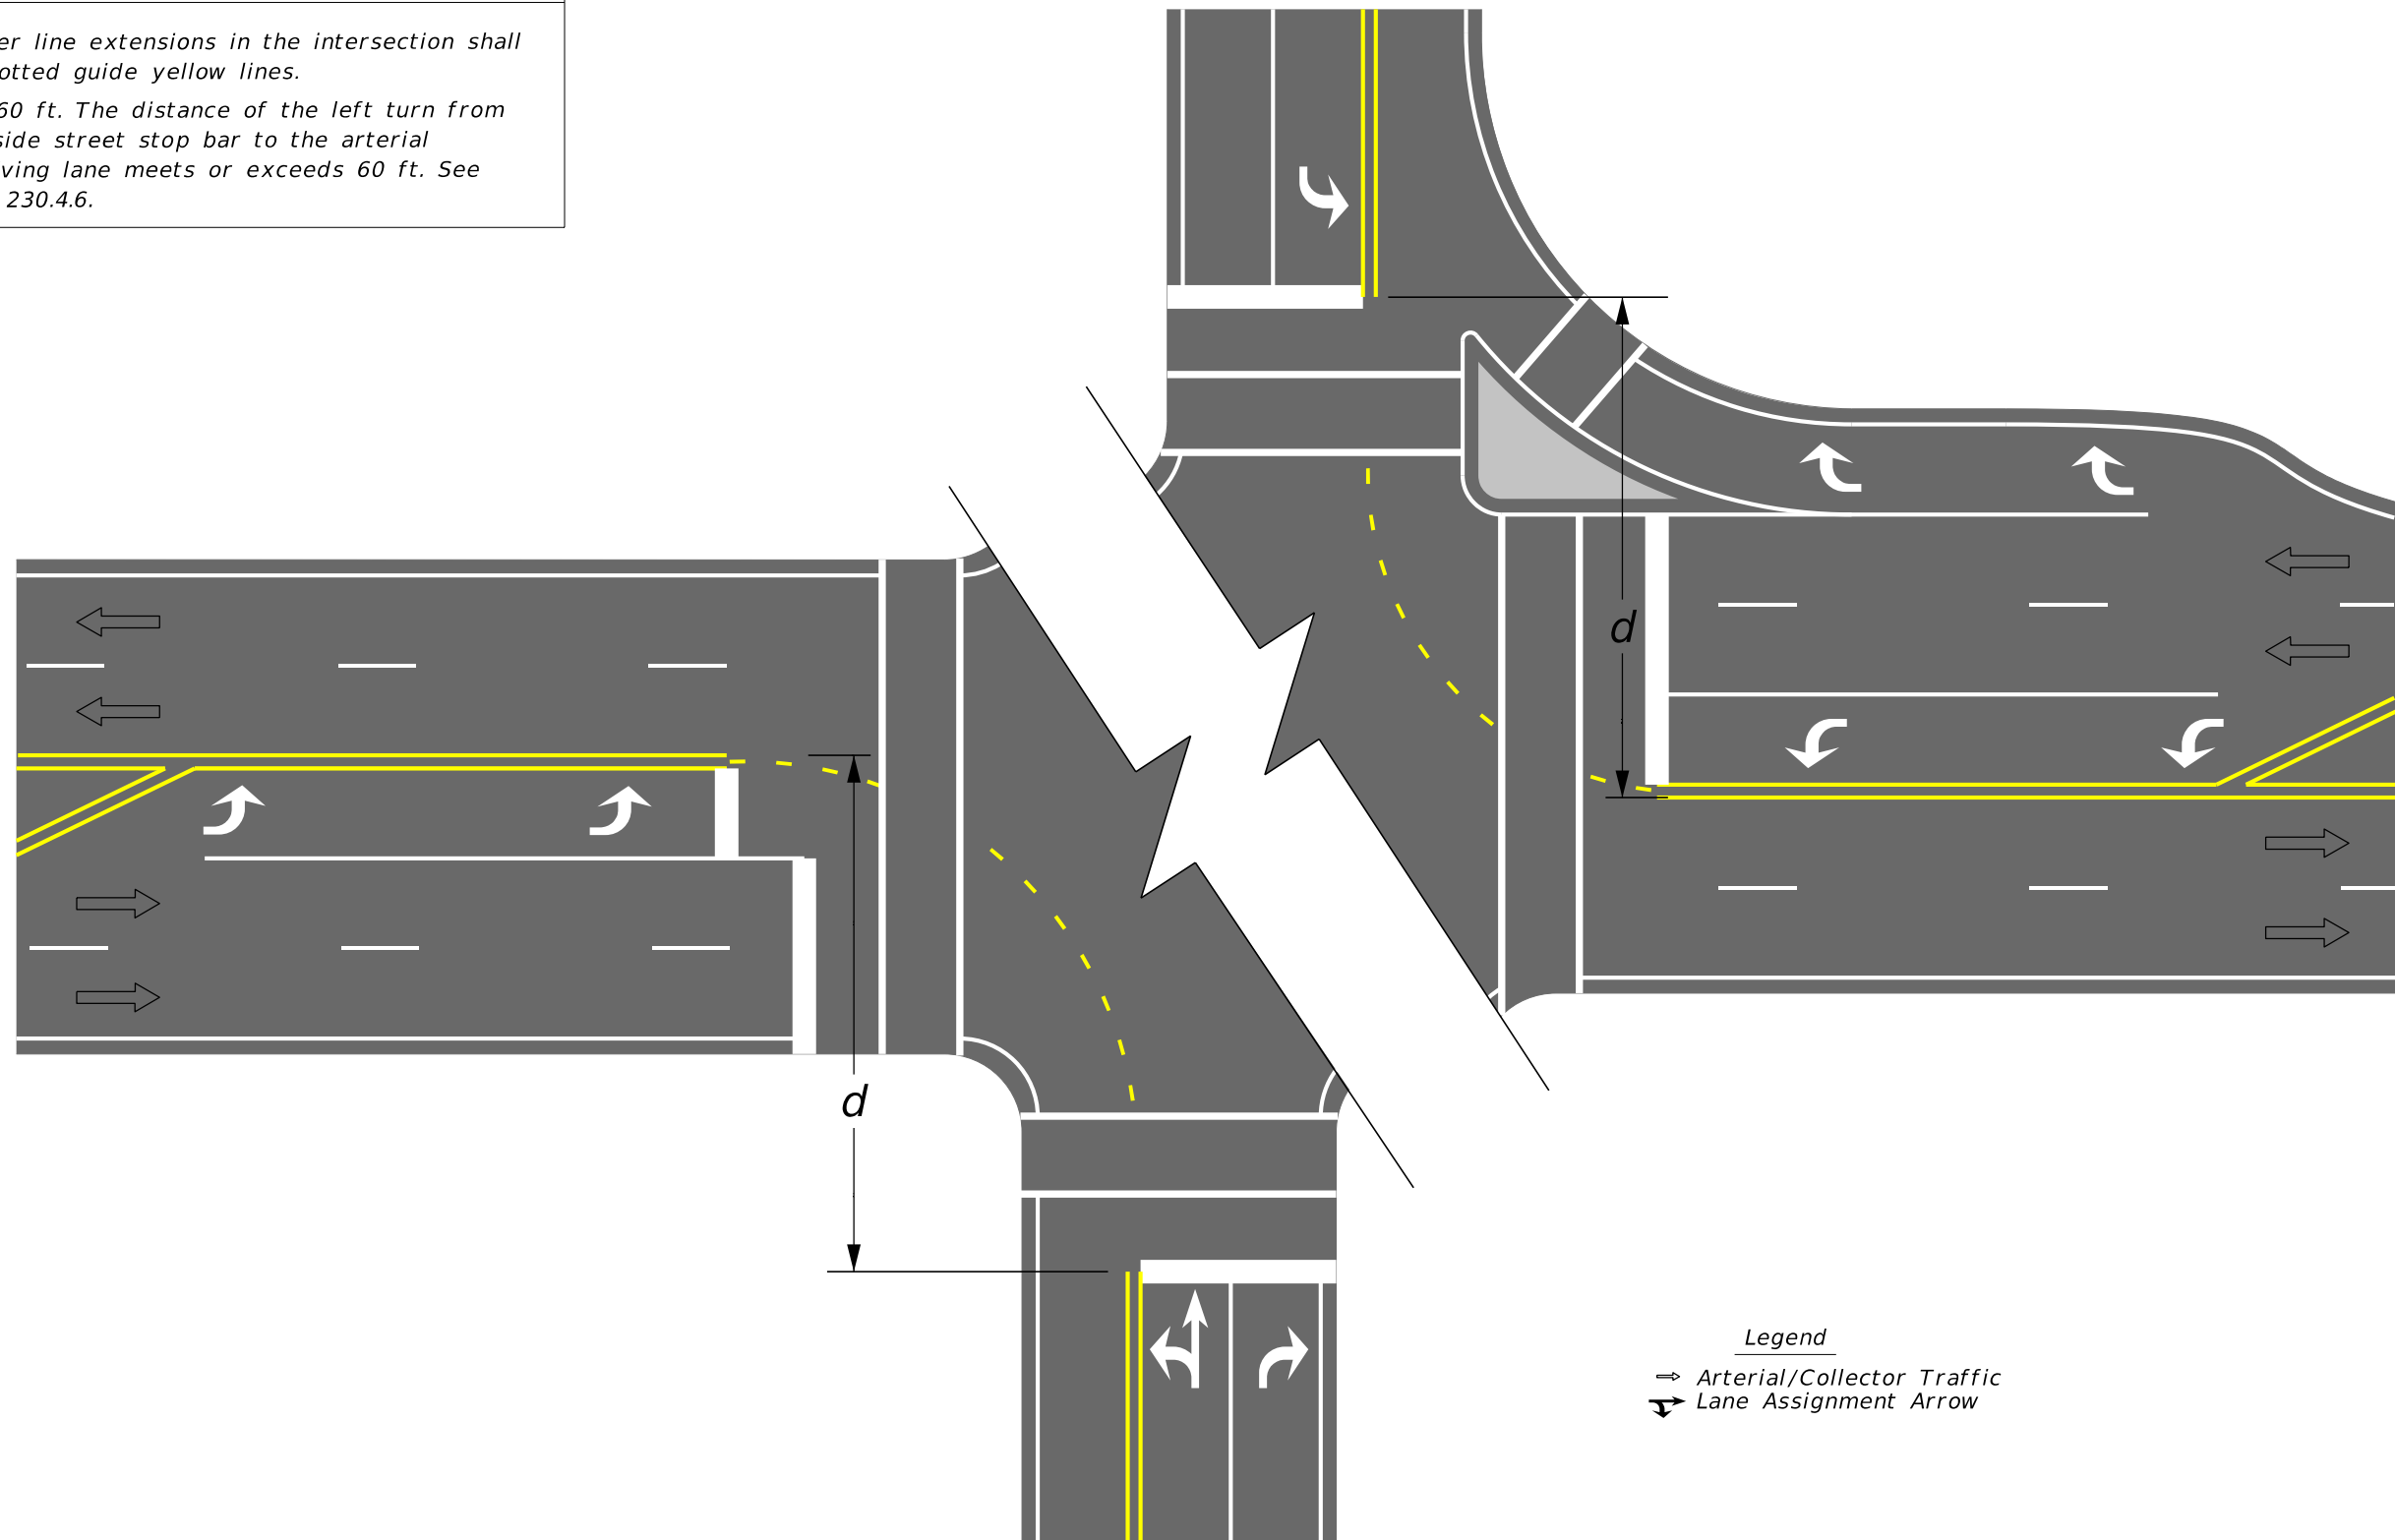 er line extensions in the intersection shall
otted guide yellow lines.
60 ft. The distance of the left turn from
side street stop bar to the arterial
ving lane meets or exceeds 60 ft. See
230.4.6.
d
d
Legend
Arterial/Collector Traffic
Lane Assignment Arrow